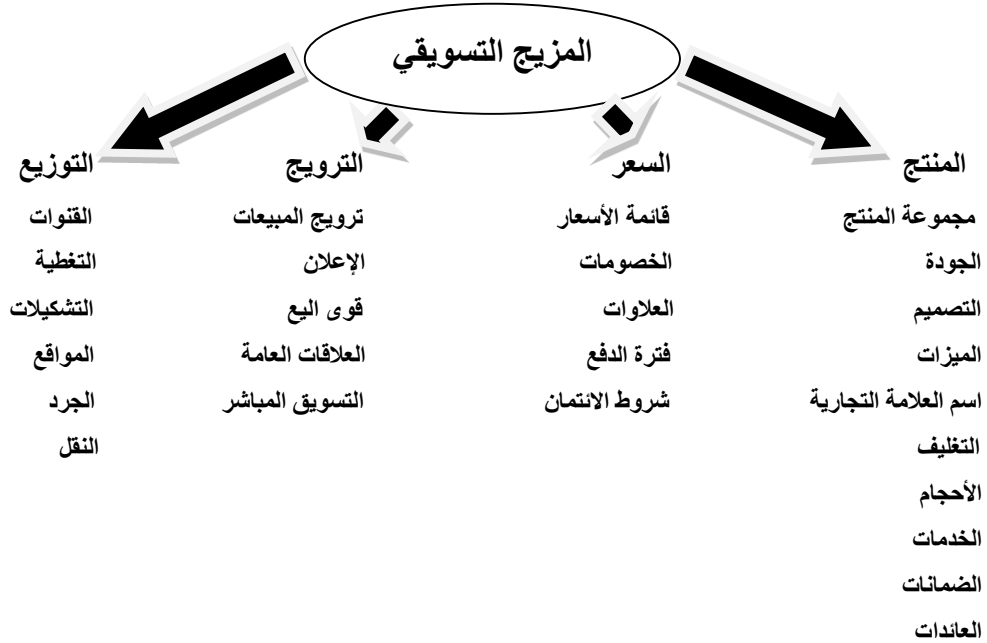 المزيج التسويقي
المنتج
مجموعة المنتج
الجودة
التصميم
الميزات
اسم العلامة التجارية
التغليف
الأحجام
الخدمات
الضمانات
العائدات
السعر
قائمة الأسعار
الخصومات
العلاوات
فترة الدفع
شروط الائتمان
الترويج
ترويج المبيعات
الإعلان
قوى اليع
العلاقات العامة
التسويق المباشر
التوزيع
القنوات
التغطية
التشكيلات
المواقع
الجرد
النقل